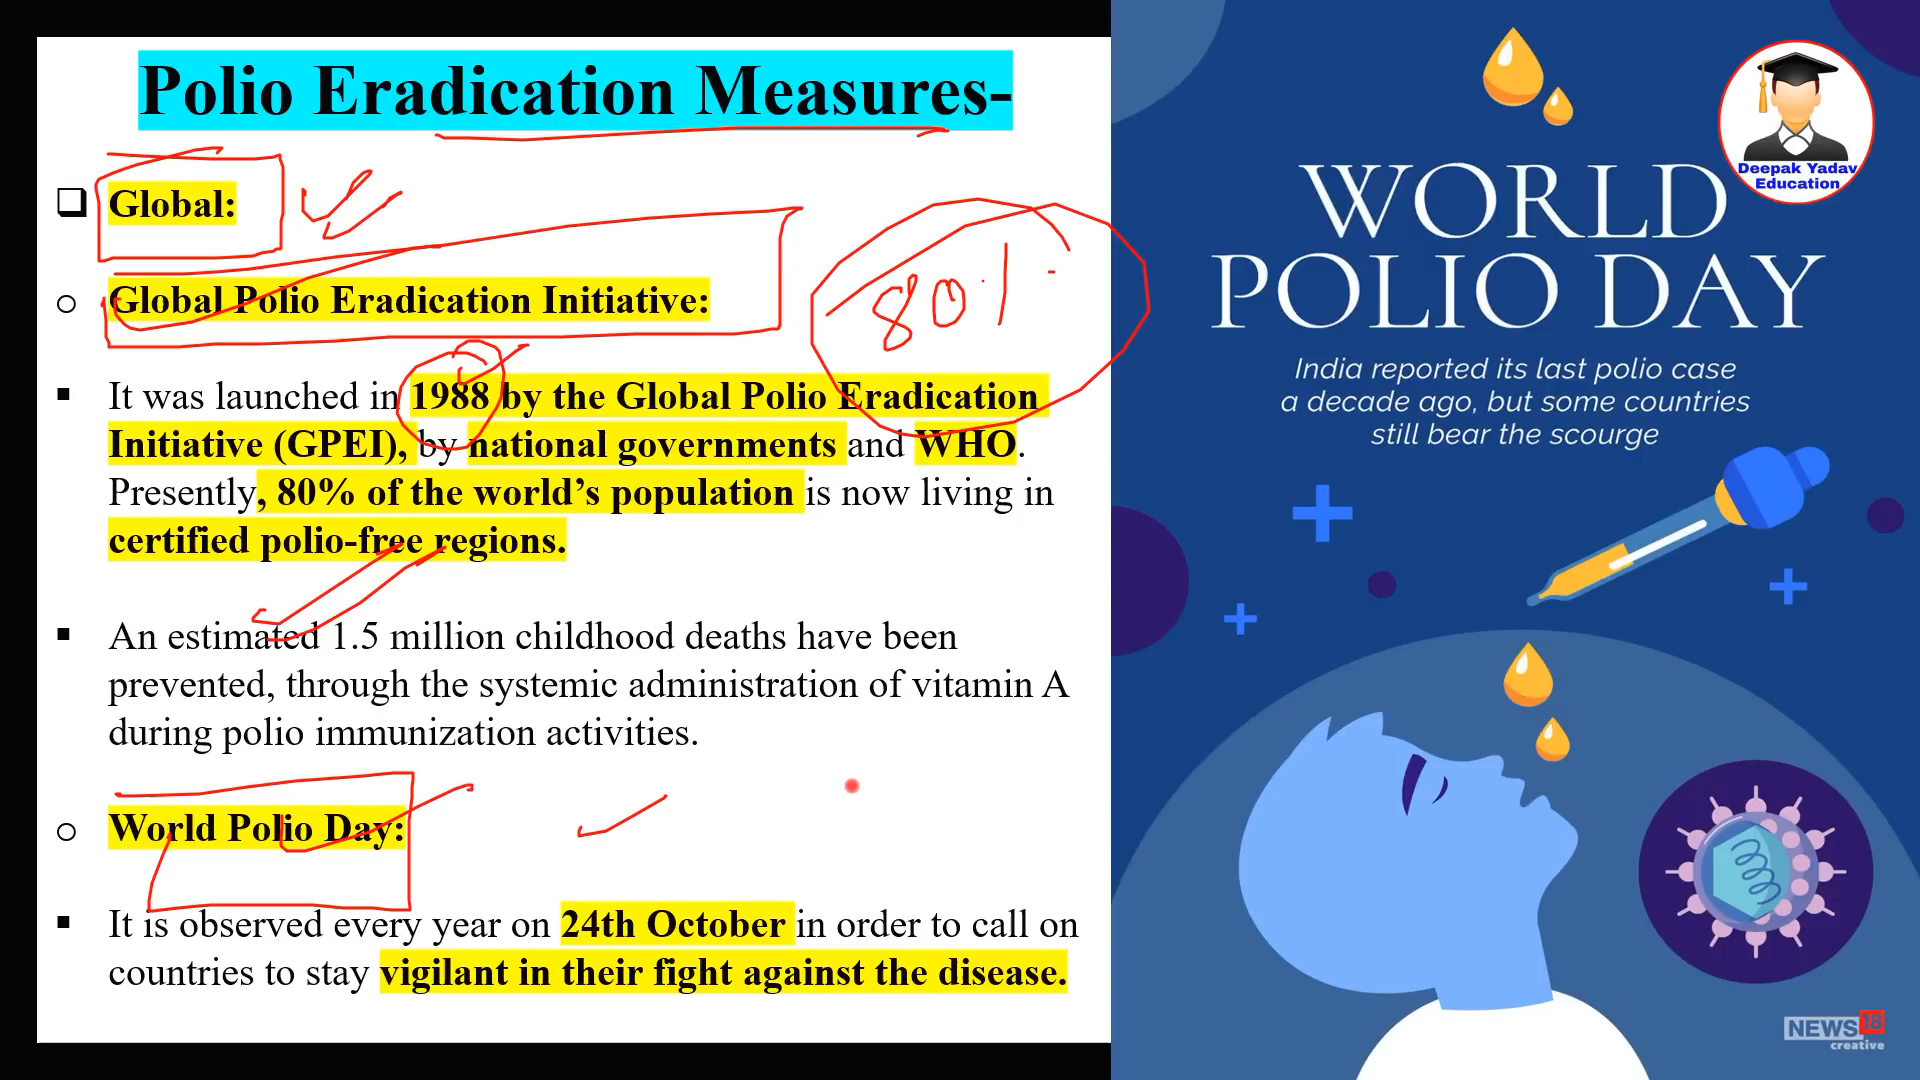 Polio Eradication Measures-
Global:
Global Polio Eradication Initiative:
80%
It was launched in 1988 by the Global Polio Eradication
Initiative (GPEI), by national governments and WHO.
Presently, 80% of the world’s population is now living in
certified polio-free regions.
An estimated 1.5 million childhood deaths have been
prevented, through the systemic administration of vitamin A
during polio immunization activities.
World Polio Day:
It is observed every year on 24th October in order to call on
countries to stay vigilant in their fight against the disease.
Deepak Yadav
Education
WORLD
POLIO DAY
India reported its last polio case
a decade ago, but some countries
still bear the scourge
NEWS18
creative